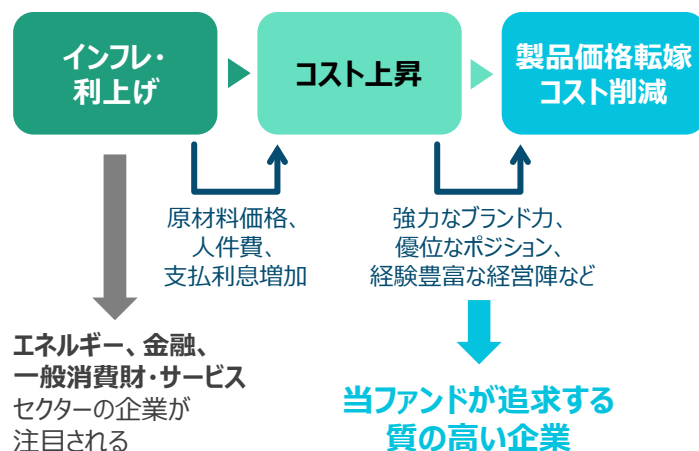 インフレ・
利上げ
コスト上昇
製品価格転嫁
コスト削減
原材料価格、
人件費、
支払利息増加
強力なブランド力、
優位なポジション、
経験豊富な経営陣など
エネルギー、金融、
一般消費財・サービス
セクターの企業が
注目される
当ファンドが追求する
質の高い企業